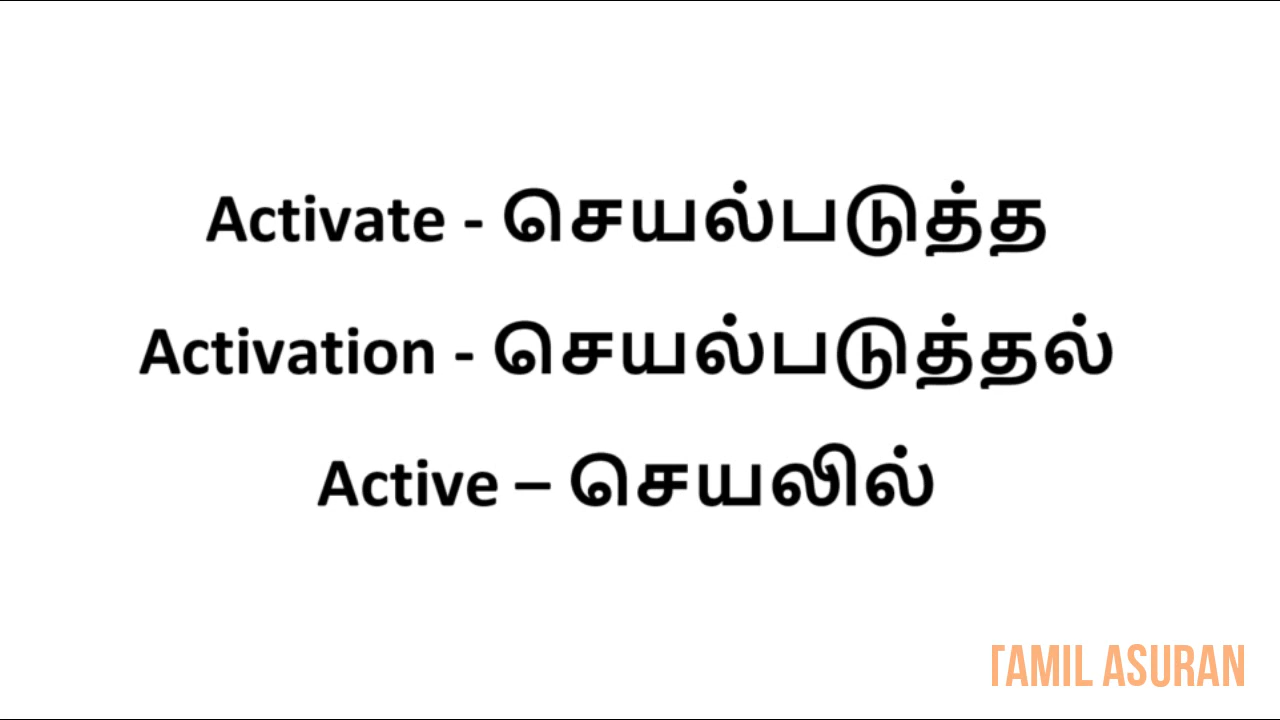 Activate - செயல்படுத்த
Activation - செயல்படுத்தல்
Active – செயலில்
TAMIL ASURAN